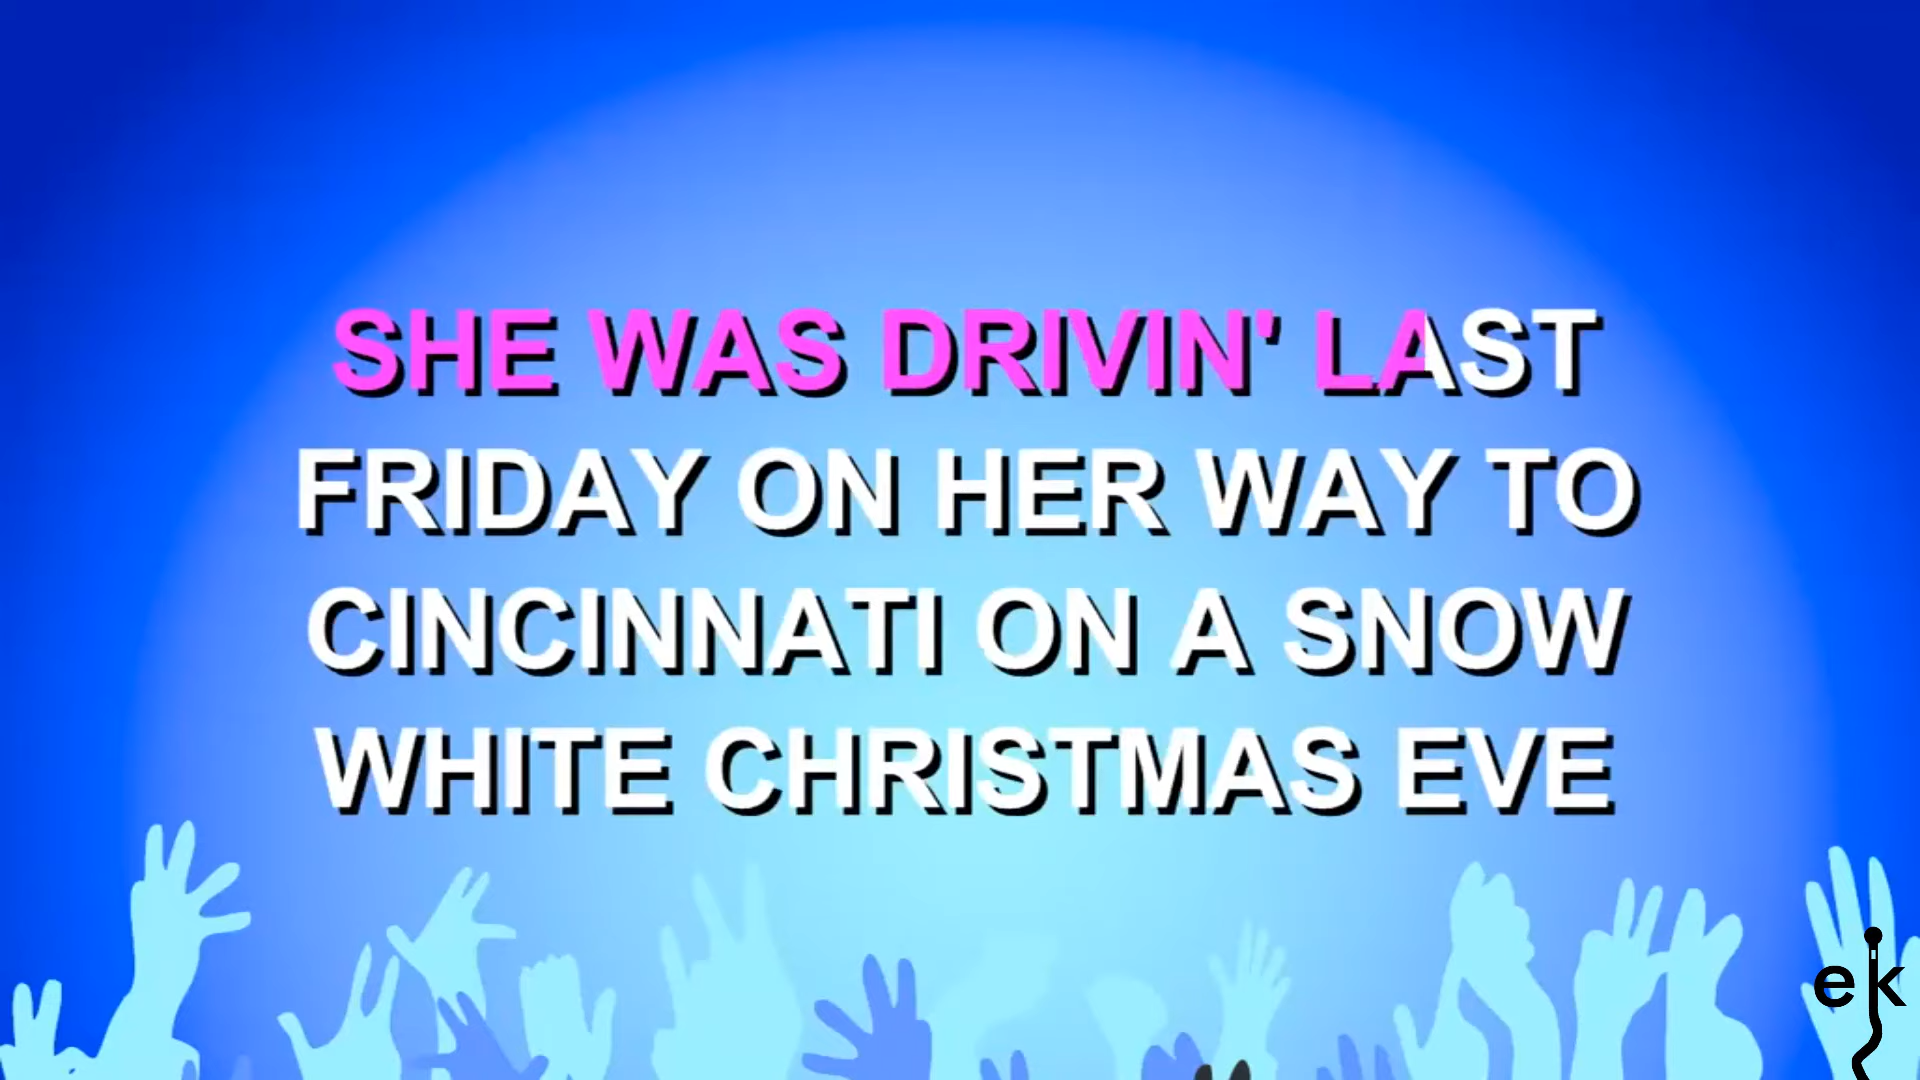 SHE WAS DRIVIN' LAST
FRIDAY ON HER WAY TO
CINCINNATI ON A SNOW
WHITE CHRISTMAS EVE
ek